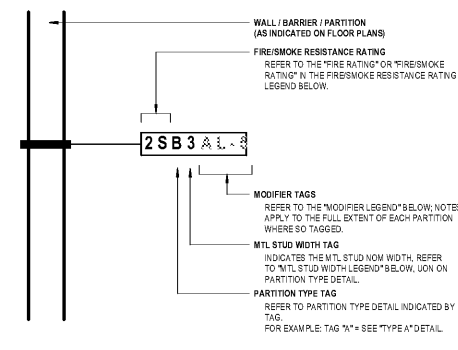 WALL / BARRIER / PARTITION
(AS INDICATED ON FLOOR PLANS)
FIRE/SMOKE RESISTANCE RATING
REFER TO THE "FIRE RATING" OR "FIRE/SMOKE
RATING" IN THE FIRE/SMOKE RESISTANCE RATING
LEGEND BELOW.
2SB3AL-8
MODIFIER TAGS
REFER TO THE "MODIFIER LEGEND" BELOW; NOTES
APPLY TO THE FULL EXTENT OF EACH PARTITION
WHERE SO TAGGED.
MTL STUD WIDTH TAG
INDICATES THE MTL STUD NOM WIDTH, REFER
TO "MTL STUD WIDTH LEGEND" BELOW, UON ON
PARTITION TYPE DETAIL.
PARTITION TYPE TAG
REFER TO PARTITION TYPE DETAIL INDICATED BY
TAG.
FOR EXAMPLE: TAG "A" = SEE "TYPE A" DETAIL.